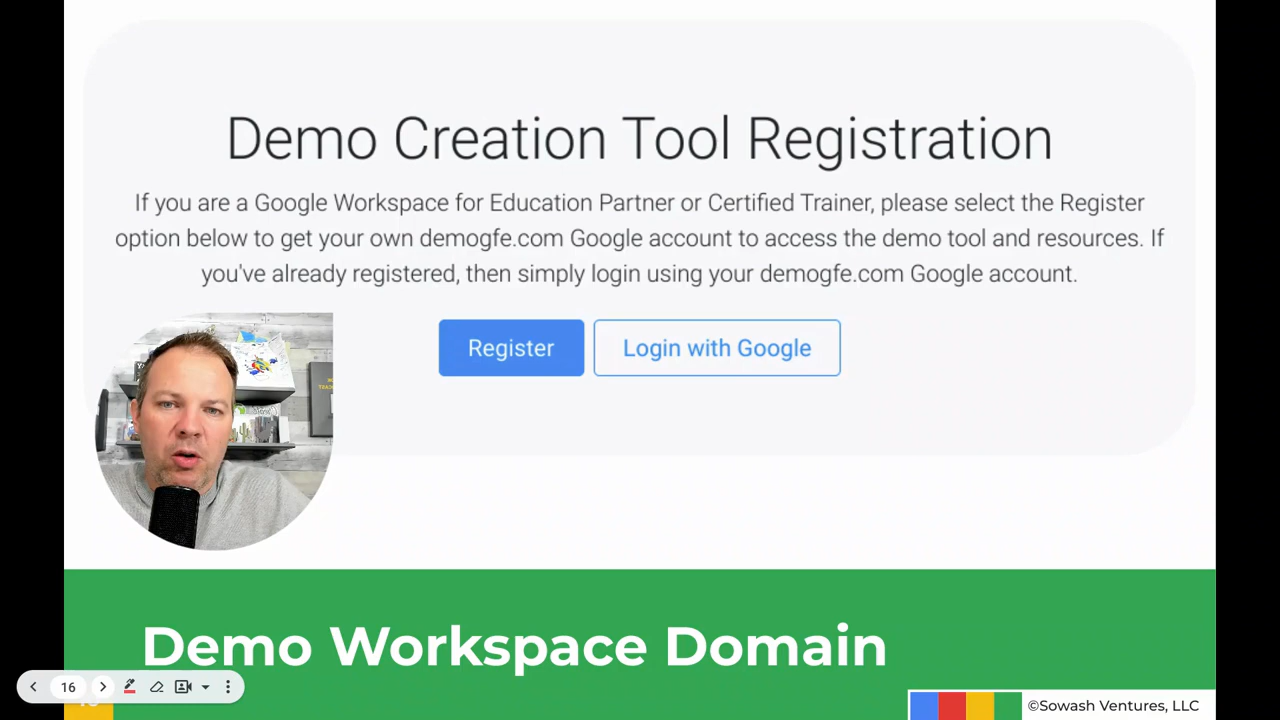 Demo Creation Tool Registration
If you are a Google Workspace for Education Partner or Certified Trainer, please select the Register
option below to get your own demogfe.com Google account to access the demo tool and resources. If
you've already registered, then simply login using your demogfe.com Google account.
Register
Login with Google
Demo Workspace Domain
16
©Sowash Ventures, LLC